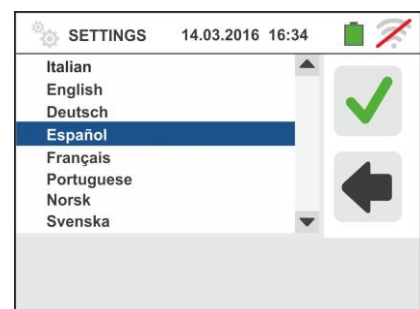 SETTINGS 14.03.2016 16:34
Italian
English
Deutsch
Español
Français
Portuguese
Norsk
Svenska